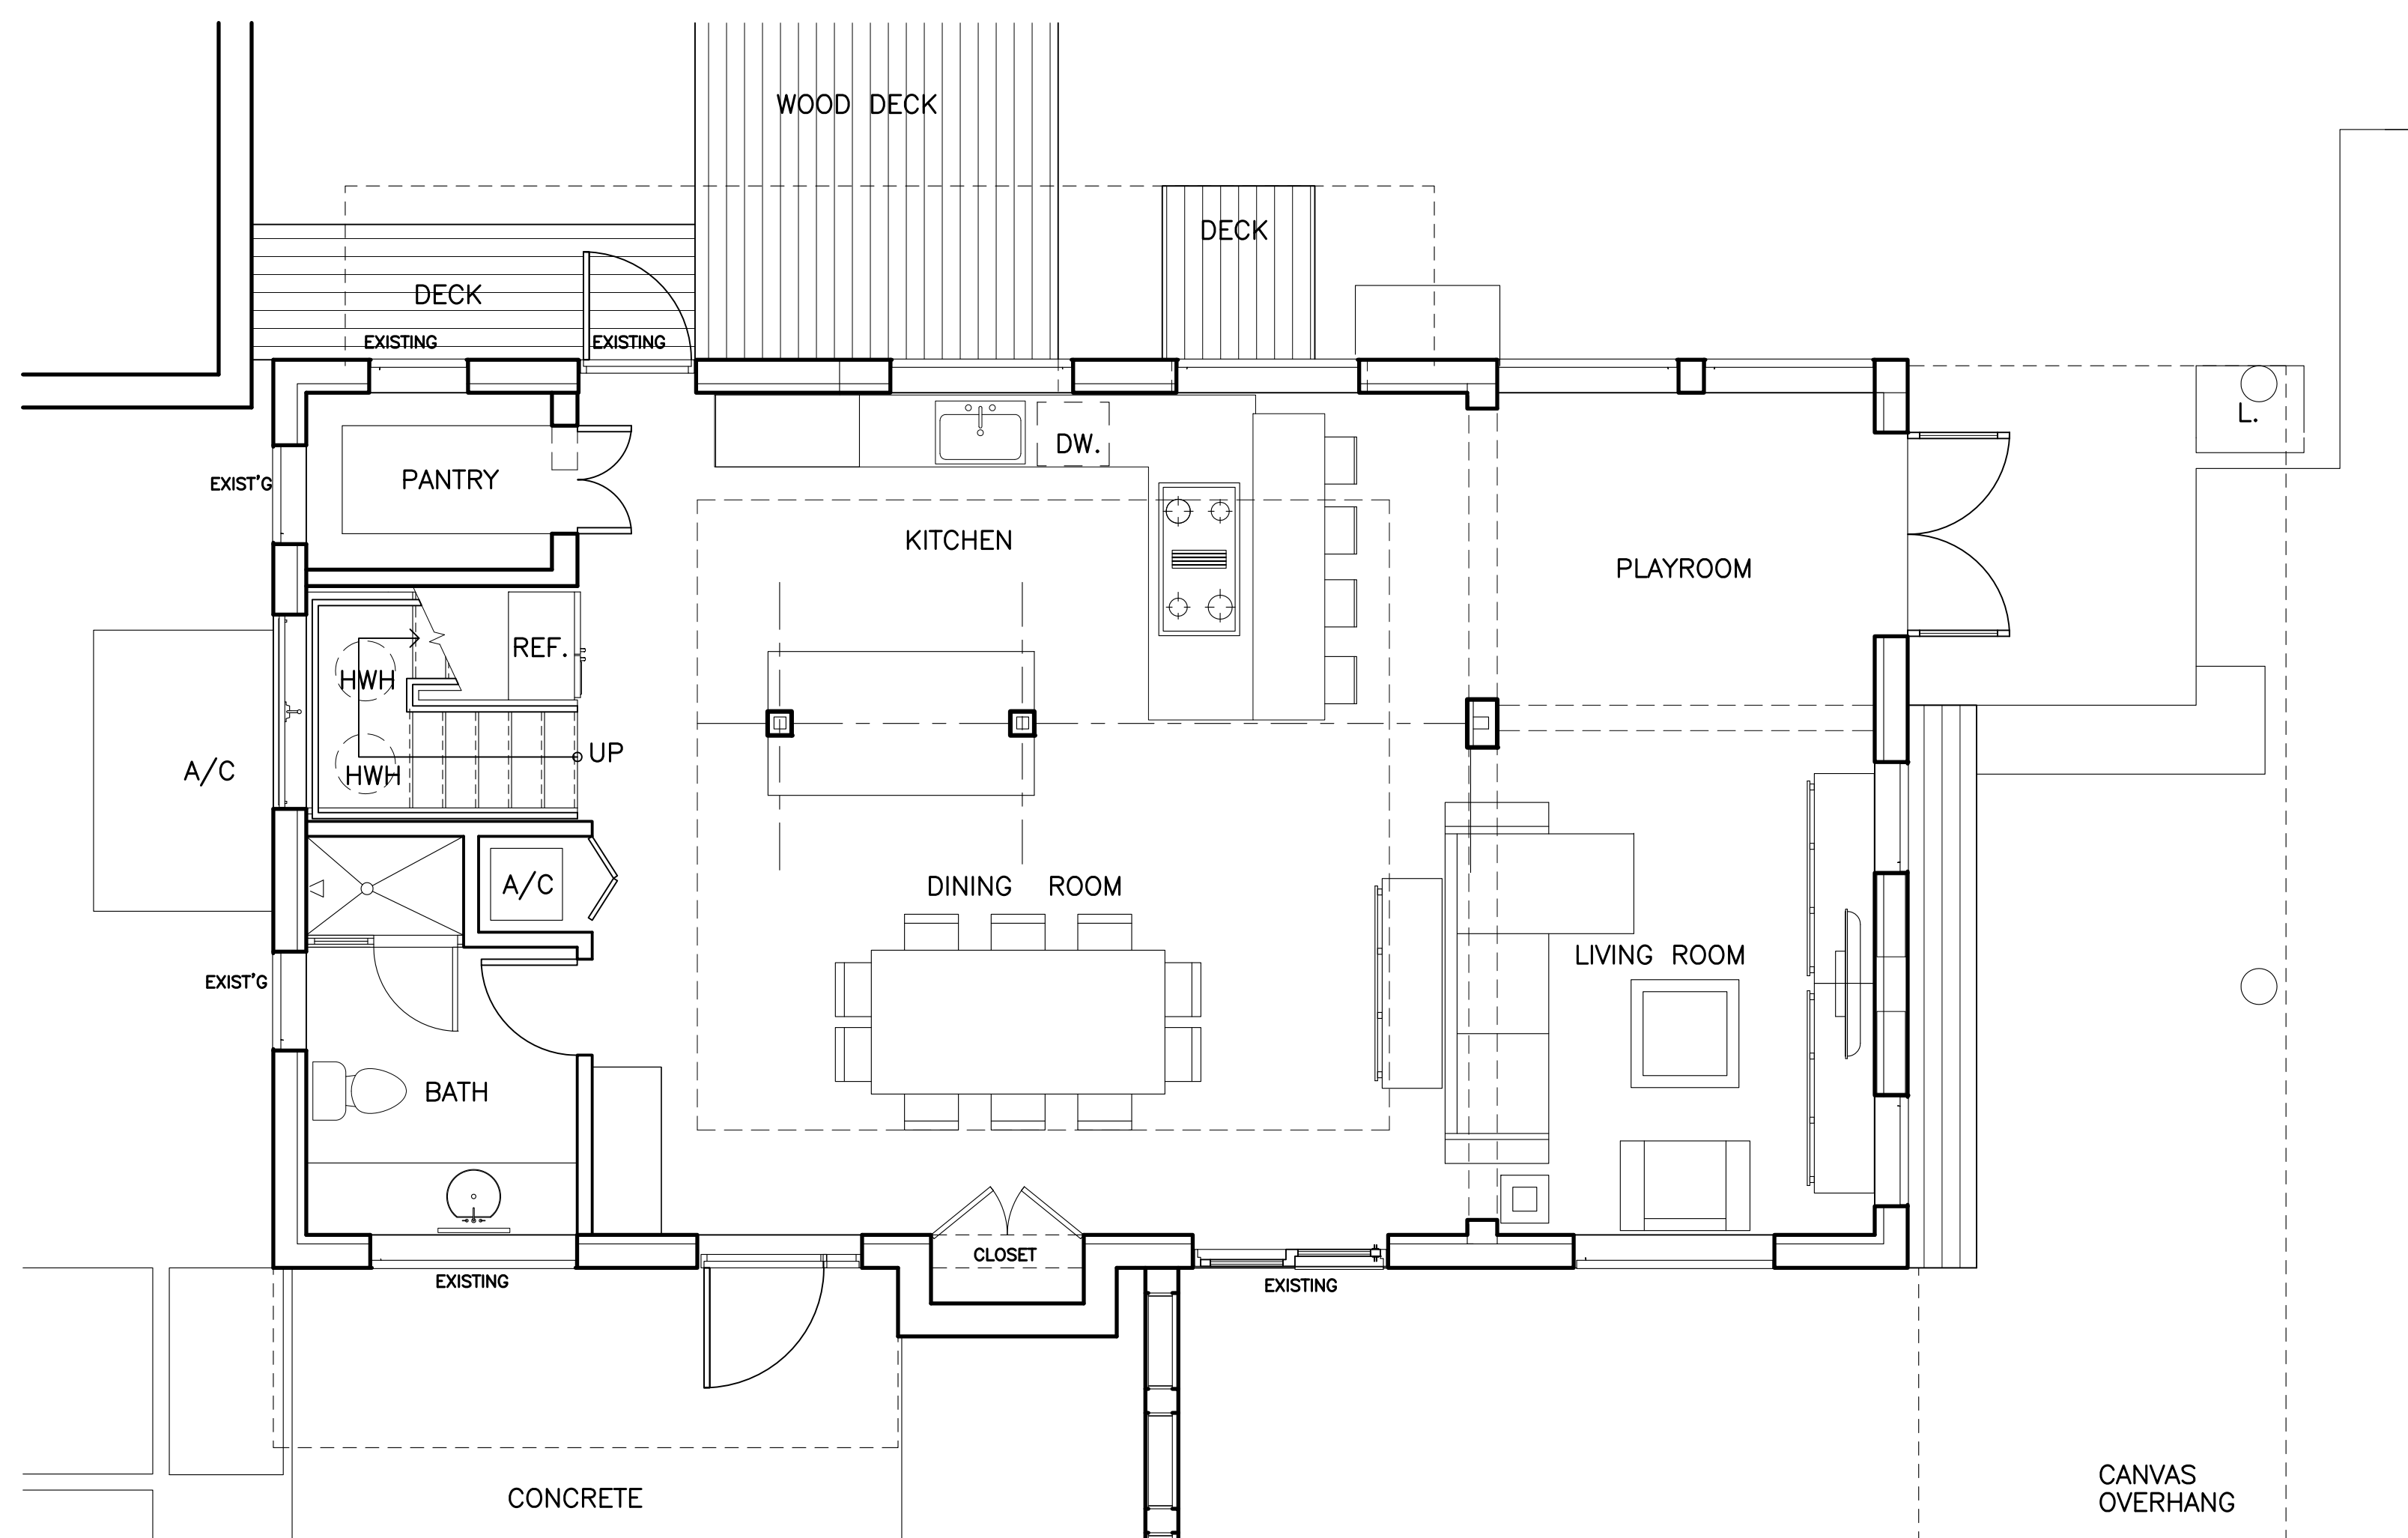 WOOD DECK
DECK
DECK
EXISTING
EXISTING
L.
DW.
PANTRY
EXIST'G
KITCHEN
PLAYROOM
REF.
HWH
UP
A/C
HWH
A/C
DINING ROOM
LIVING ROOM
EXIST'G
BATH
CLOSET
EXISTING
EXISTING
CONCRETE
CANVAS
OVERHANG